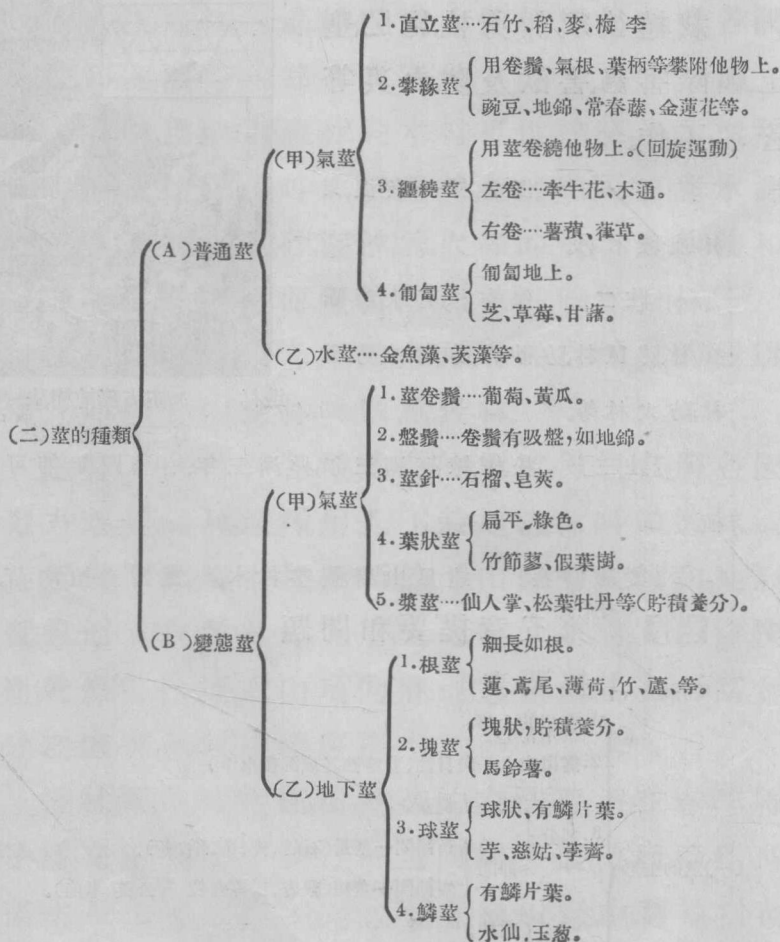 1.直立莖…石竹、稻、麥、梅 李
2.攀緣莖
用卷鬚、氣根、葉柄等攀附他物上。
豌豆、地錦、常春藤、金蓮花等。
(甲)氣莖
3.纏繞莖
用莖卷繞他物上。(回旋運動)
左卷…牽牛花、木通。
右卷…薯蕷、葎草。
(A)普通莖
4.匍匐莖
匍匐地上。
芝、草莓、甘藷。
(乙)水莖…金魚藻、茨藻等。
(二)莖的種類
1.莖卷鬚…葡萄、黃瓜。
2.盤鬚…卷鬚有吸盤,如地錦。
(甲)氣莖
3.莖針…石榴、皂莢。
4.葉狀莖
扁平、綠色。
竹節蓼、假葉樹。
5.漿莖…仙人掌、松葉牡丹等(貯積養分)。
(B)變態莖
1.根莖
細長如根。
蓮、鳶尾、薄荷、竹、蘆、等。
2.塊莖
塊狀,貯積養分。
馬鈴薯。
(乙)地下莖
3.球莖
球狀、有鱗片葉。
芋、慈姑、荸薺。
4.鱗莖
有鱗片葉。
水仙,玉葱。